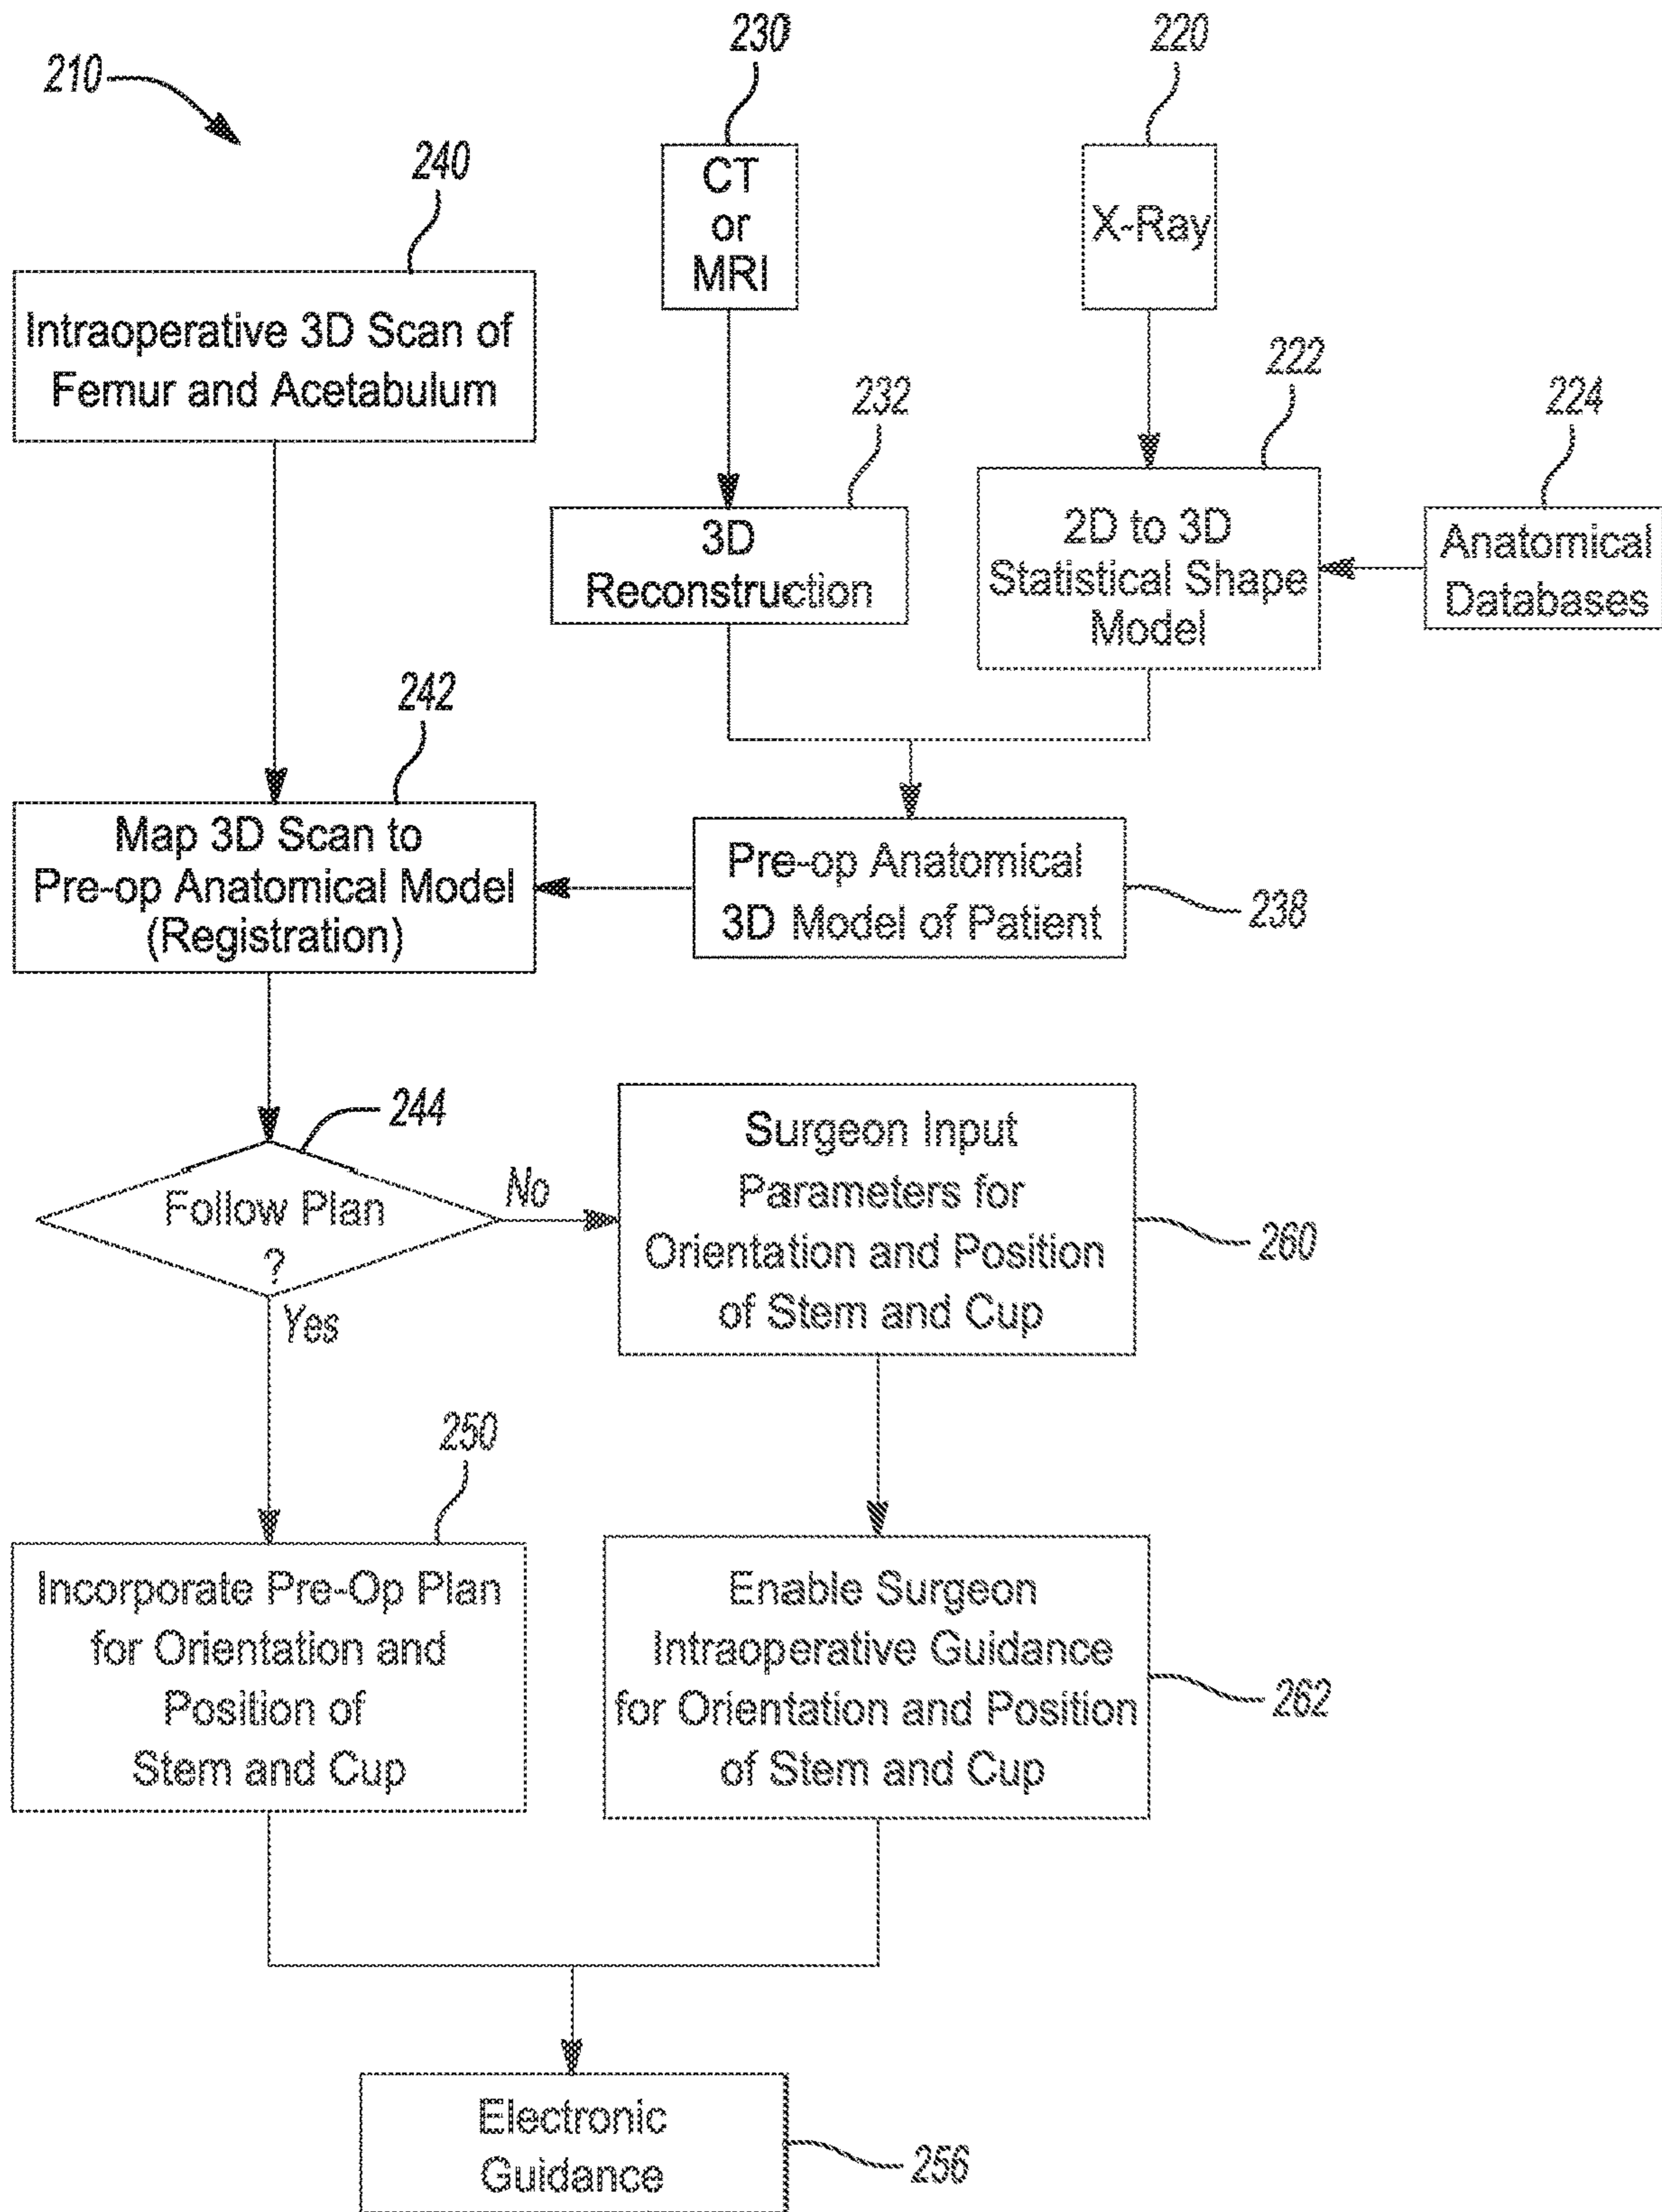 230
220
210
240
CT
or
MRI
X-Ray
Intraoperative 3D Scan of
Femur and Acetabulum
232
222
224
3D
Reconstruction
2D to 3D
Statistical Shape
Model
Anatomical
Databases
242
Map 3D Scan to
Pre-op Anatomical Model
(Registration)
Pre-op Anatomical
3D Model of Patient
238
244
Follow Plan
?
No
Yes
Surgeon Input
Parameters for
Orientation and Position
of Stem and Cup
260
250
Incorporate Pre-Op Plan
for Orientation and
Position of
Stem and Cup
Enable Surgeon
Intraoperative Guidance
for Orientation and Position
of Stem and Cup
262
Electronic
Guidance
256